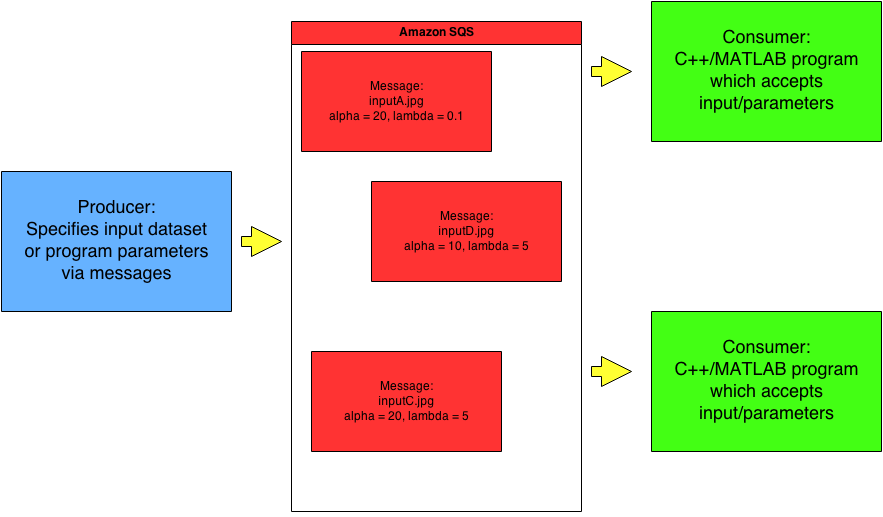 Producer:
Specifies input dataset
or program parameters
via messages
Amazon SQS
Message:
inputA.jpg
alpha = 20, lambda = 0.1
Message:
inputD.jpg
alpha = 10, lambda = 5
Message:
inputC.jpg
alpha = 20, lambda = 5
Consumer:
C++/MATLAB program
which accepts
input/parameters
Consumer:
C++/MATLAB program
which accepts
input/parameters